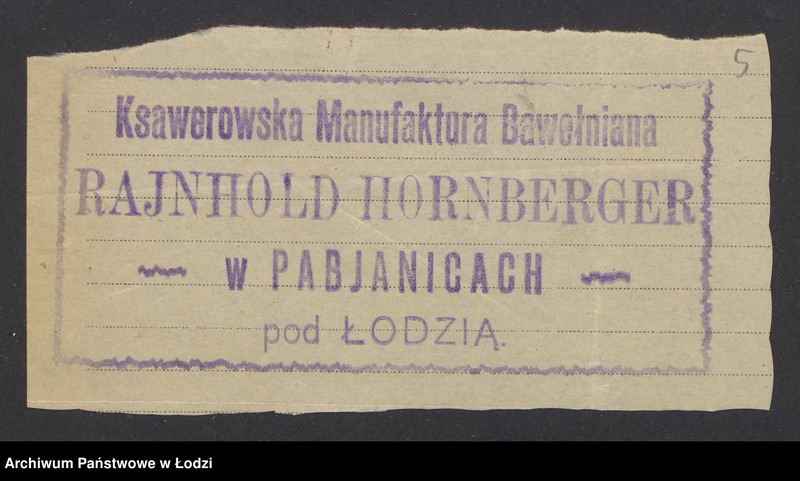 5
Ksawerowska Manufaktura Bawełniana
RAJNHOLD HORNBERGER
w PABJANICACH
pod ŁODZIĄ.
Archiwum Państwowe w Łodzi